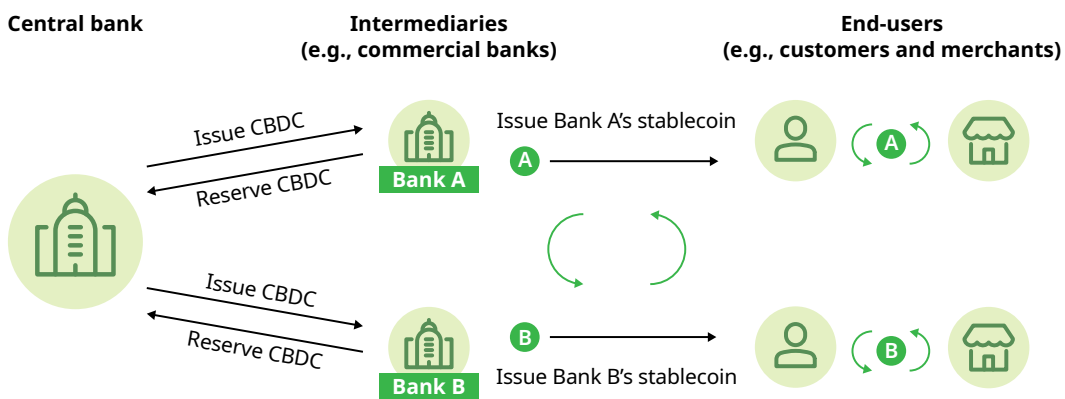 Central bank
Intermediaries
(e.g., commercial banks)
End-users
(e.g., customers and merchants)
Issue CBDC
Reserve CBDC
Bank A
Issue Bank A's stablecoin
A
A
Issue CBDC
Reserve CBDC
Bank B
B
Issue Bank B's stablecoin
B